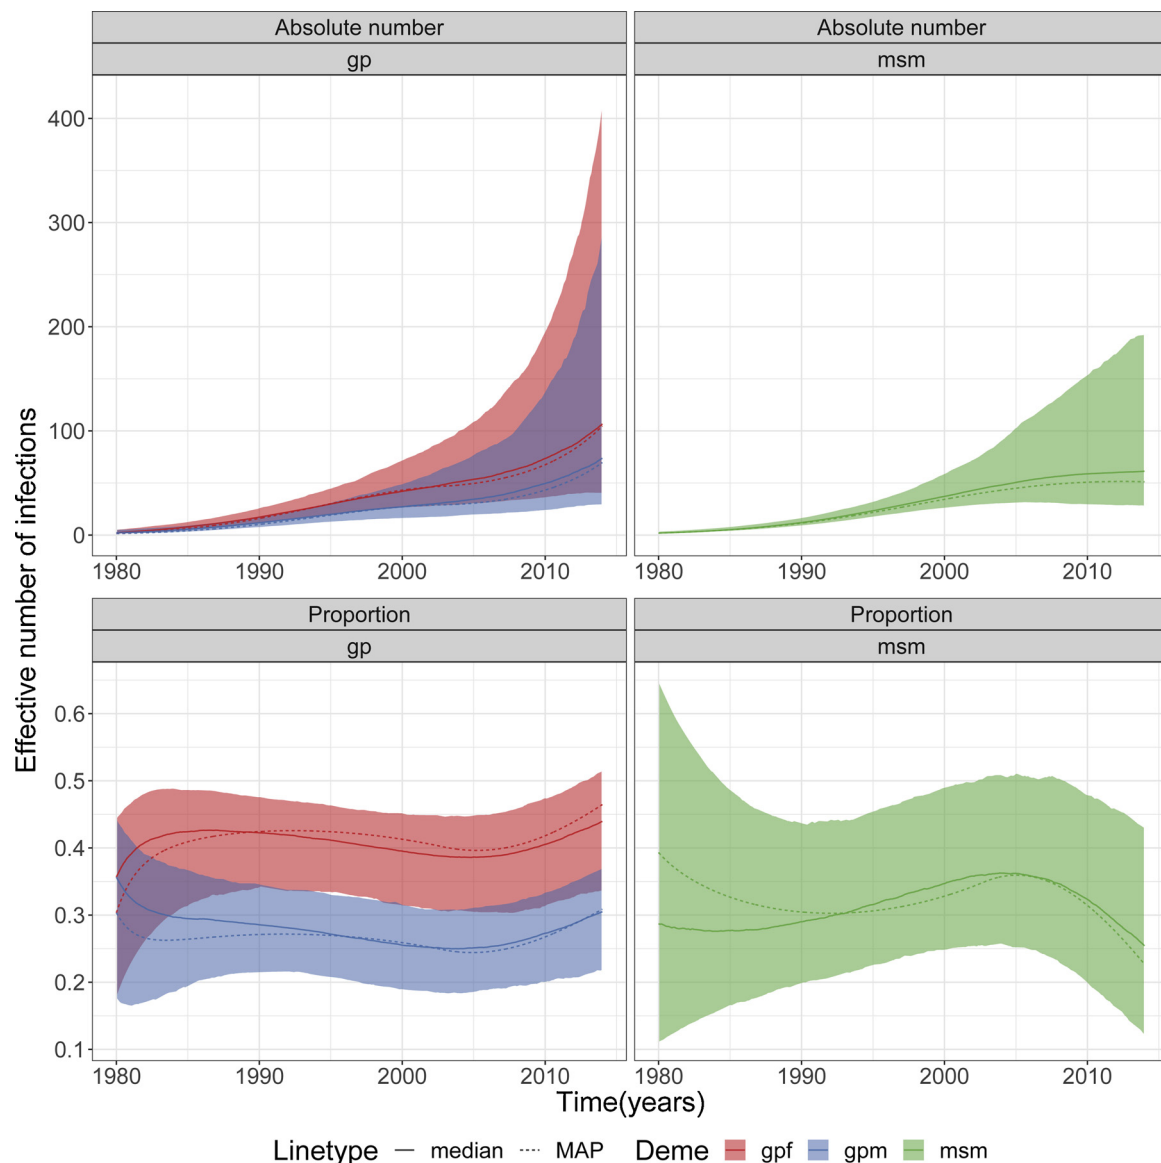 Absolute number
Absolute number
gp
msm
400
300
200
100
0
1980 1990 2000 2010
1980 1990 2000 2010
Proportion
Proportion
gp
msm
0.6
0.5
0.4
0.3
0.2
0.1
1980 1990 2000 2010
1980 1990 2000 2010
Effective number of infections
Time(years)
Linetype median MAP Deme gpf gpm msm